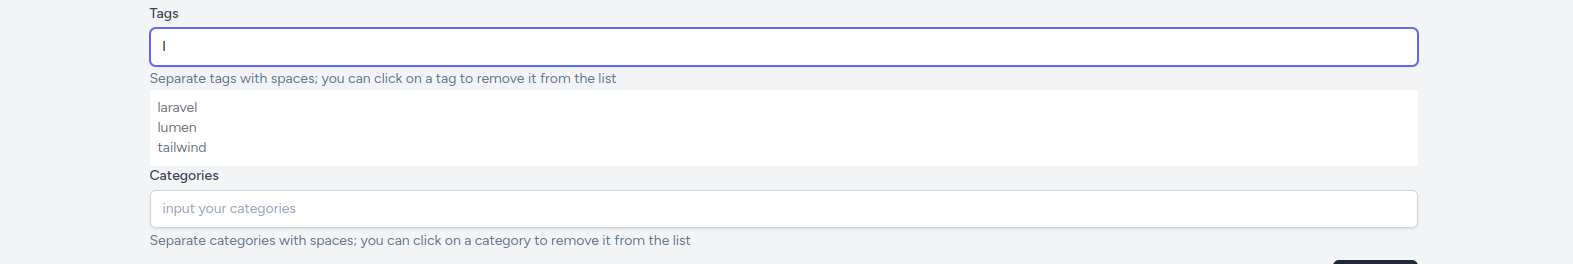 Tags
l
Separate tags with spaces; you can click on a tag to remove it from the list
laravel
lumen
tailwind
Categories
input your categories
Separate categories with spaces; you can click on a category to remove it from the list